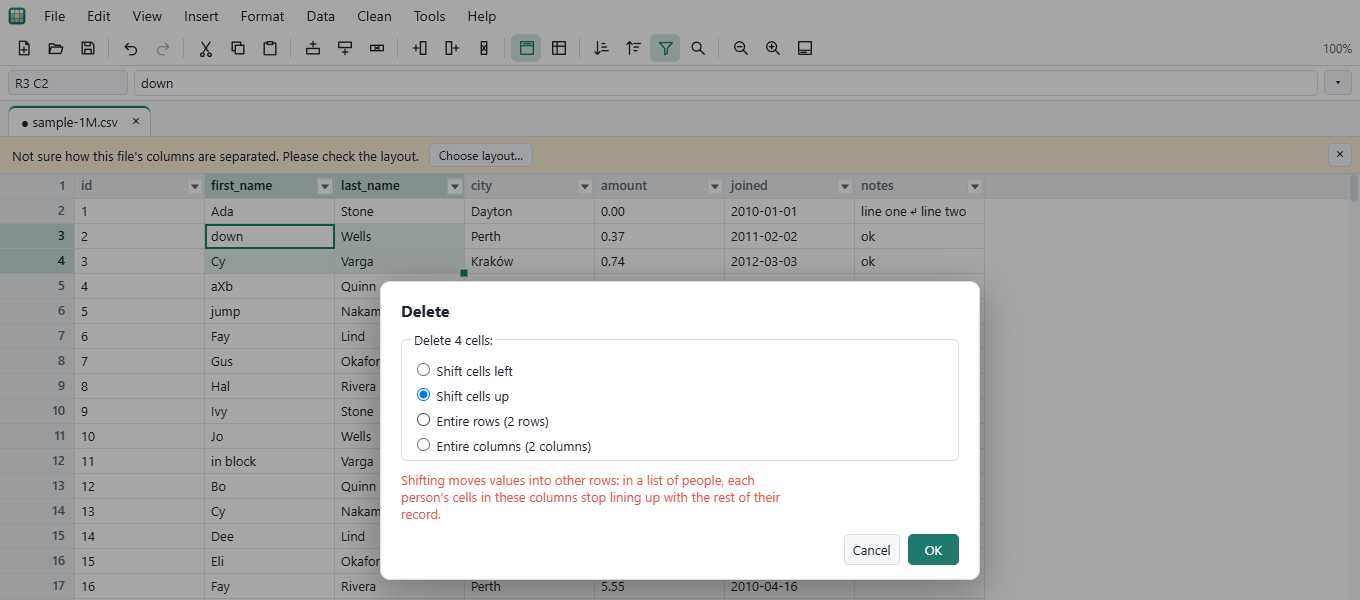 File Edit View Insert Format Data Clean Tools Help
100%
R3 C2 down
● sample-1M.csv ×
Not sure how this file's columns are separated. Please check the layout. Choose layout... ×
1 id first_name last_name city amount joined notes
2 1 Ada Stone Dayton 0.00 2010-01-01 line one ↵ line two
3 2 down Wells Perth 0.37 2011-02-02 ok
4 3 Cy Varga Kraków 0.74 2012-03-03 ok
5 4 aXb Quinn
6 5 jump Nakam
7 6 Fay Lind
8 7 Gus Okafor
9 8 Hal Rivera
10 9 Ivy Stone
11 10 Jo Wells
12 11 in block Varga
13 12 Bo Quinn
14 13 Cy Nakam
15 14 Dee Lind
16 15 Eli Okafor
17 16 Fay Rivera Perth 5.55 2010-04-16
Delete
Delete 4 cells:
Shift cells left
Shift cells up
Entire rows (2 rows)
Entire columns (2 columns)
Shifting moves values into other rows: in a list of people, each
person's cells in these columns stop lining up with the rest of their
record.
Cancel OK